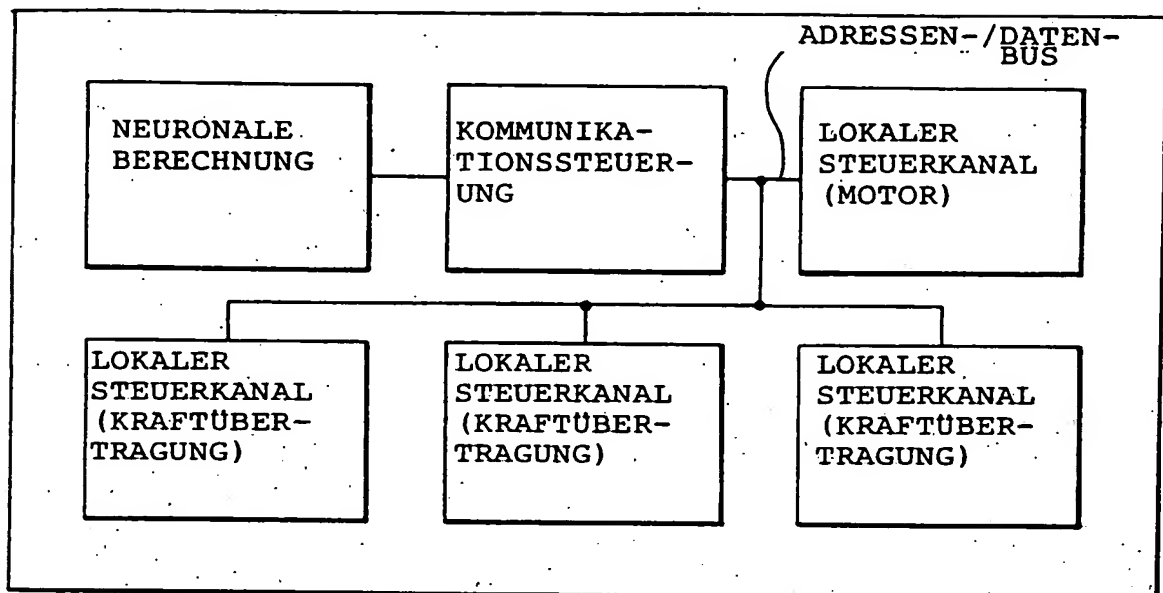 ADRESSEN-/DATEN-
BUS
NEURONALE
BERECHNUNG
KOMMUNIKA-
TIONSSTEUER-
UNG
LOKALER
STEUERKANAL
(MOTOR)
LOKALER
STEUERKANAL
(KRAFTÜBER-
TRAGUNG)
LOKALER
STEUERKANAL
(KRAFTÜBER-
TRAGUNG)
LOKALER
STEUERKANAL
(KRAFTÜBER-
TRAGUNG)